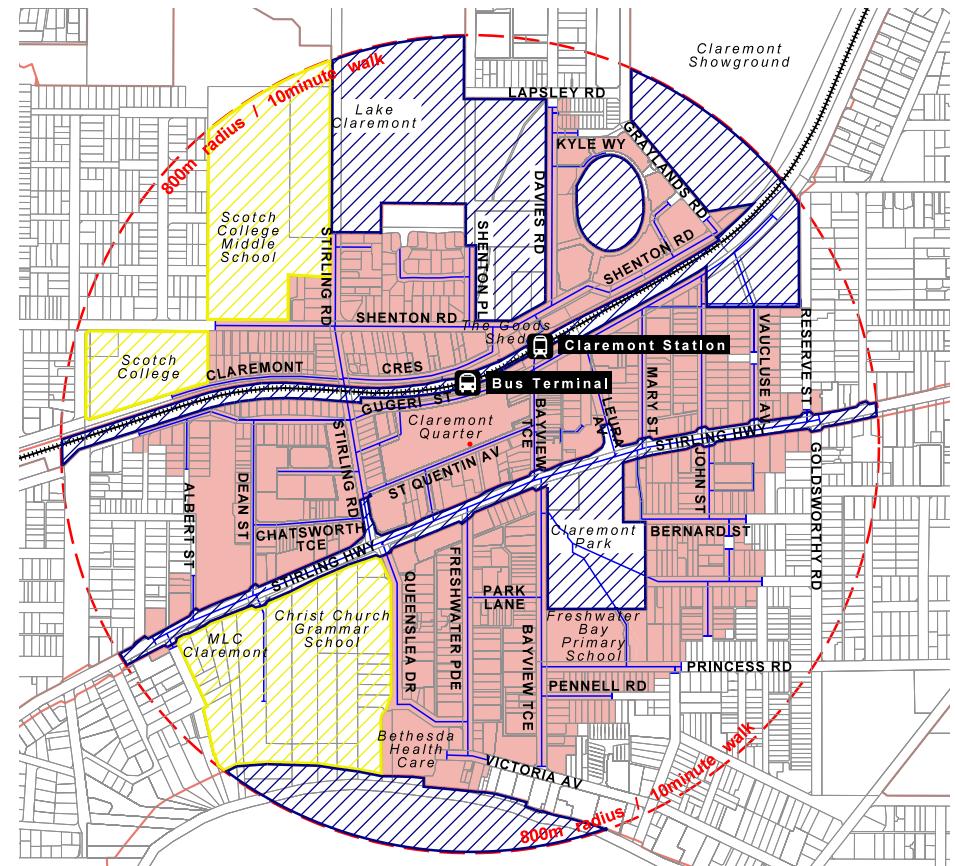 Claremont
Showground
800m radius / 10minute walk
LAPSLEY RD
Lake
Claremont
GRAYLANDS RD
KYLE WY
DAVIES RD
Scotch
College
Middle
School
STIRLING RD
SHENTON PL
SHENTON RD
SHENTON RD
The Goods
Shed
Claremont Station
VAUCLUSE AV
RESERVE ST
Scotch
College
CLAREMONT
CRES
Bus Terminal
MARY ST
GUGERI ST
Claremont
Quarter
BAYVIEW
TCE
LEURA
AV
STIRLING HWY
STIRLING RD
ST QUENTIN AV
JOHN ST
GOLDSWORTHY RD
ALBERT ST
DEAN ST
CHATSWORTH
TCE
Claremont
Park
BERNARD ST
STIRLING HWY
QUEENSLEA DR
FRESHWATER PDE
PARK
LANE
Christ Church
Grammar
School
MLC
Claremont
Freshwater
Bay
Primary
School
BAYVIEW TCE
PRINCESS RD
PENNELL RD
Bethesda
Health
Care
VICTORIA AV
800m radius / 10minute walk